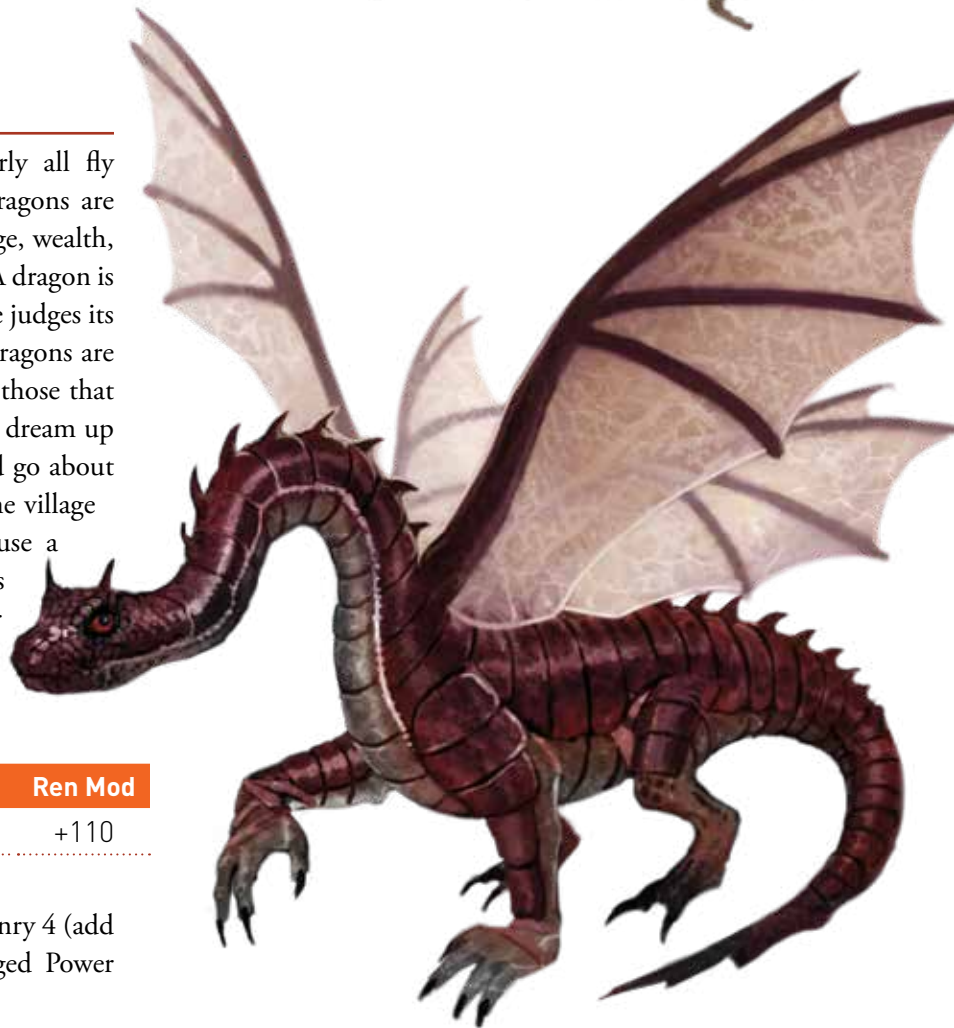 rly all fly
ragons are
ge, wealth,
A dragon is
e judges its
ragons are
those that
dream up
d go about
ne village
use a
s
Ren Mod
+110
nry 4 (add
ged Power